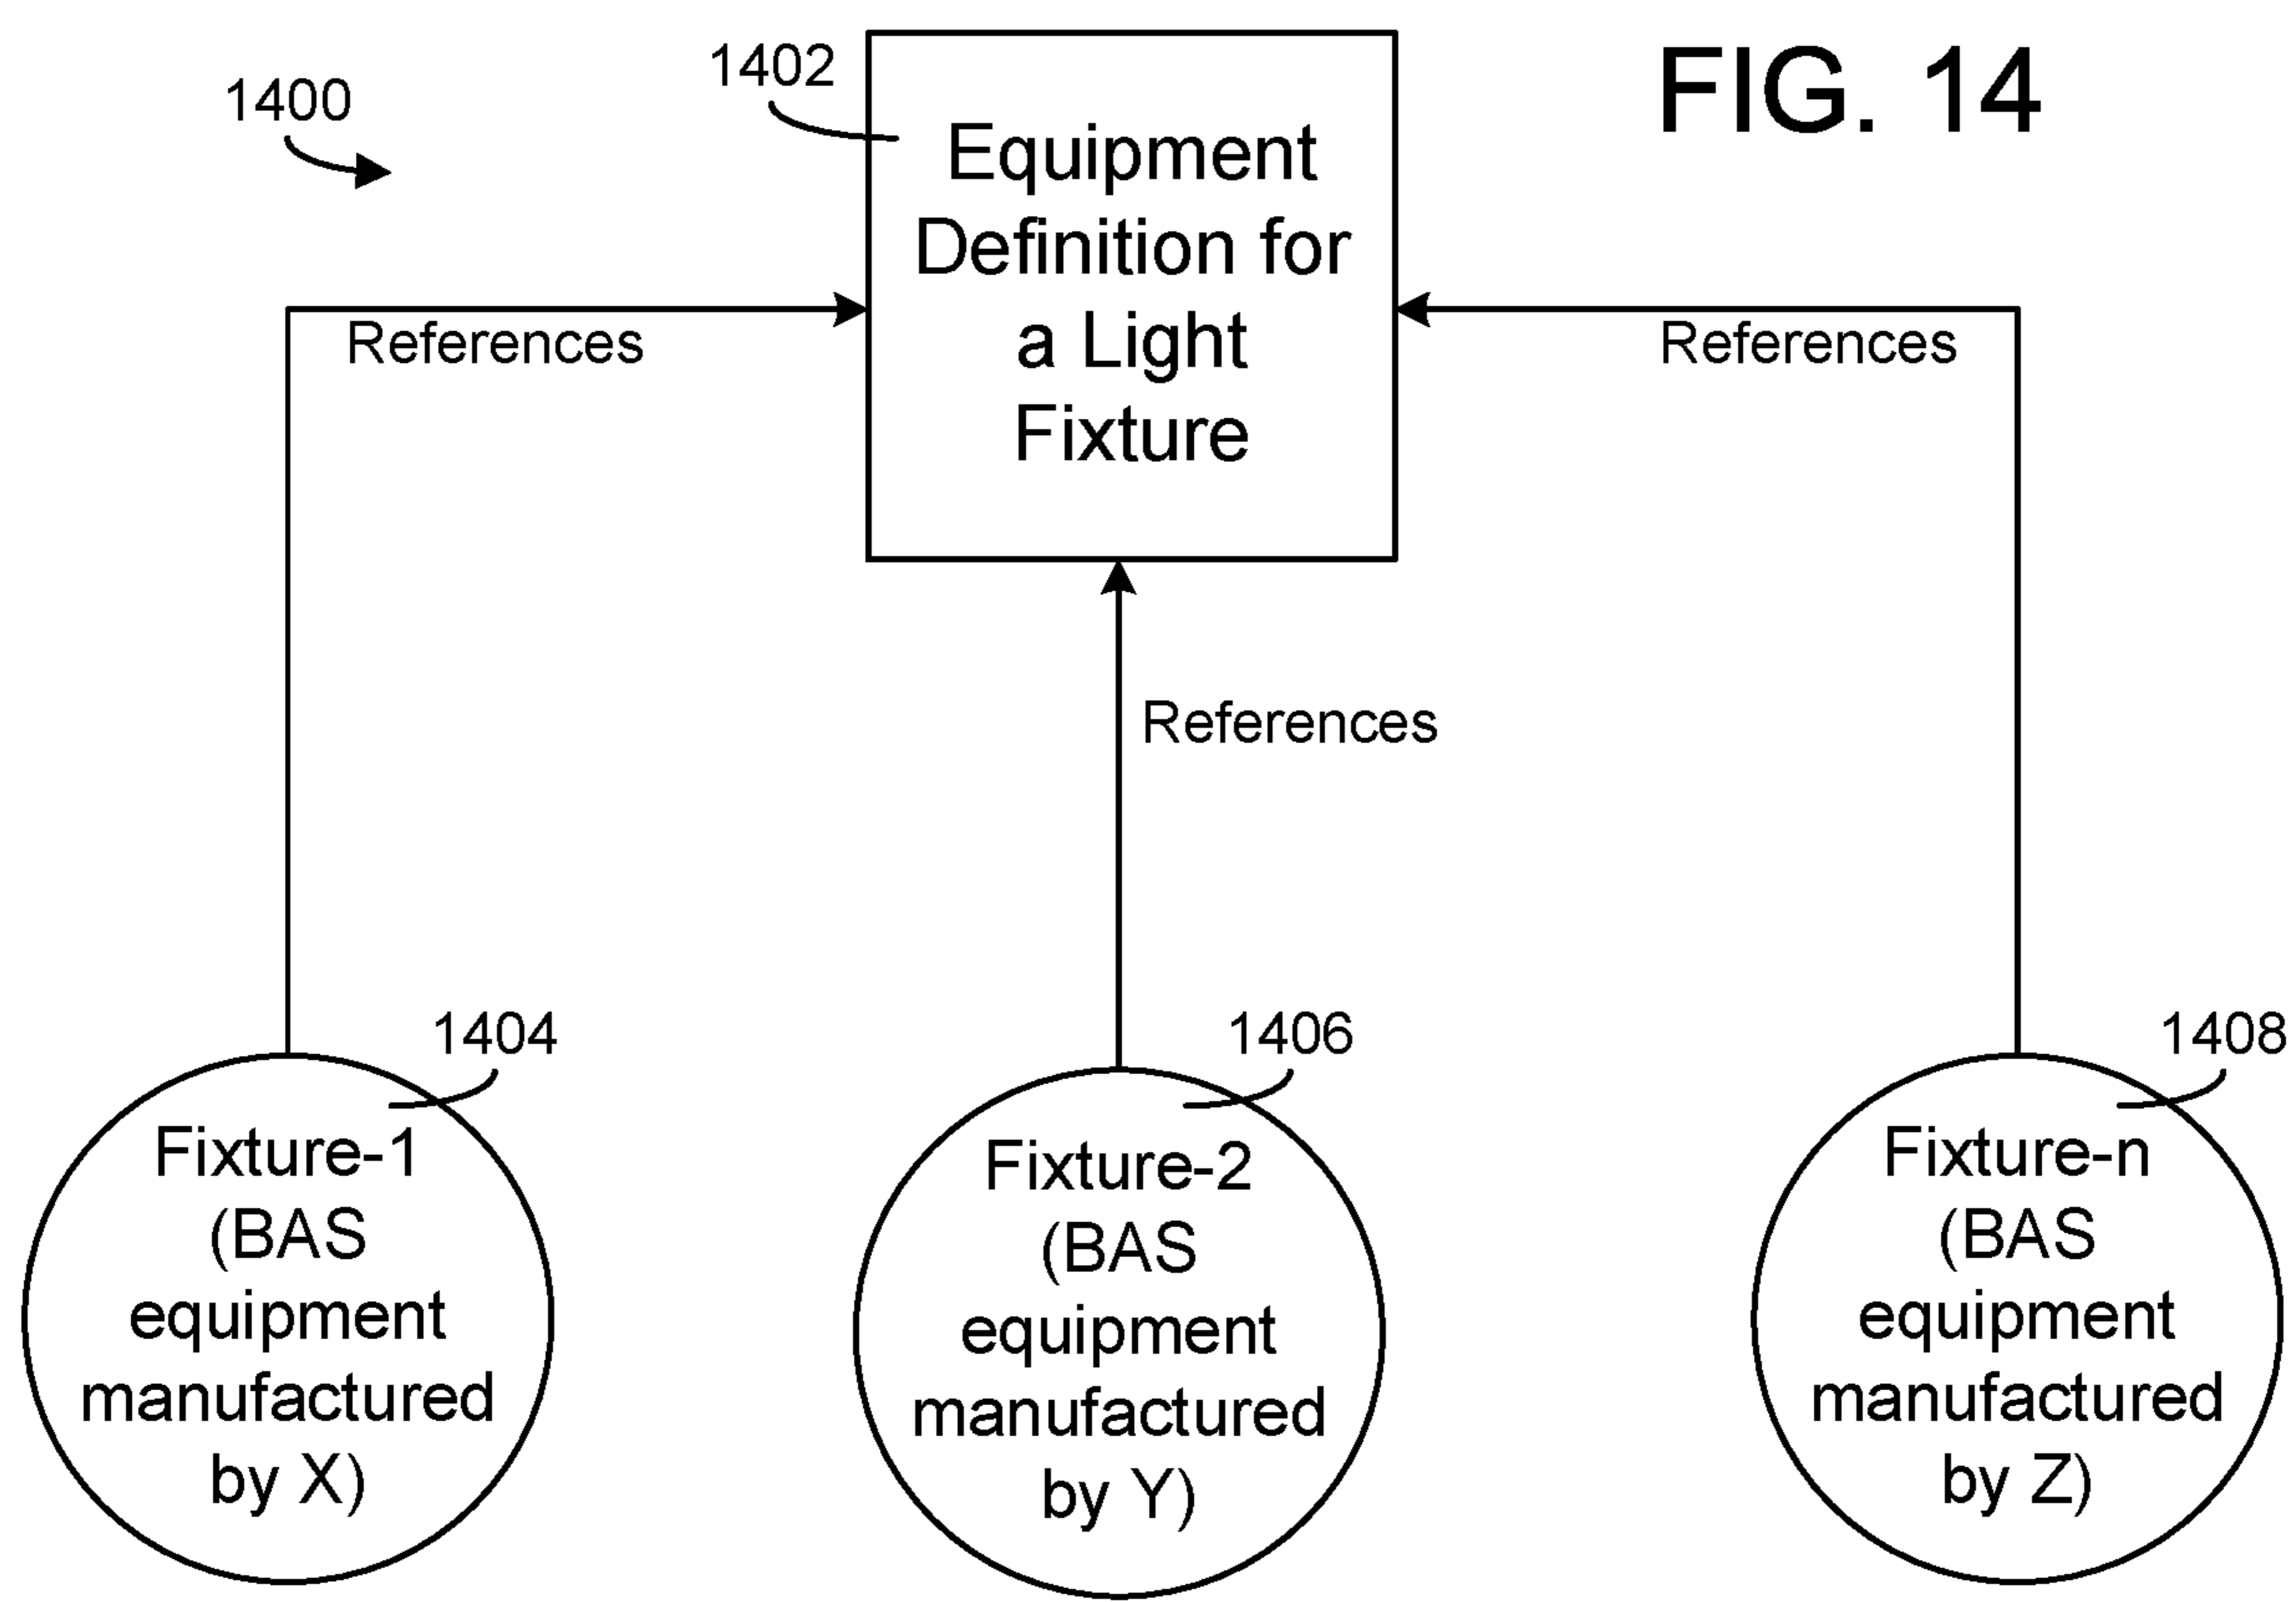 FIG. 14
1400
1402
Equipment
Definition for
a Light
Fixture
References
References
References
1404
Fixture-1
(BAS
equipment
manufactured
by X)
1406
Fixture-2
(BAS
equipment
manufactured
by Y)
1408
Fixture-n
(BAS
equipment
manufactured
by Z)